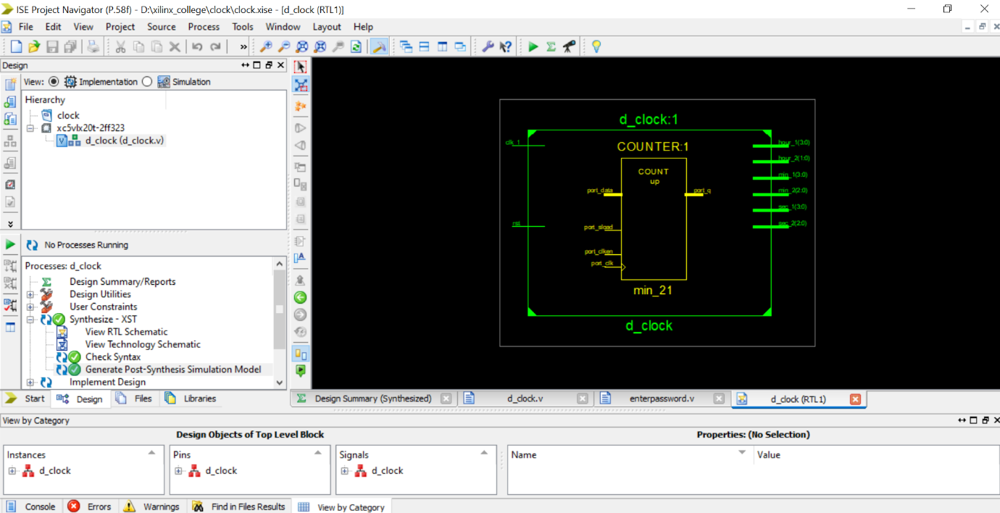 ISE Project Navigator (P.58f) - D:\xilinx_college\clock\clock.xise - [d_clock (RTL1)]
File Edit View Project Source Process Tools Window Layout Help
»
Design
View: Implementation Simulation
Hierarchy
clock
xc5vlx20t-2ff323
d_clock (d_clock.v)
No Processes Running
Processes: d_clock
Design Summary/Reports
Design Utilities
User Constraints
Synthesize - XST
View RTL Schematic
View Technology Schematic
Check Syntax
Generate Post-Synthesis Simulation Model
Implement Design
Start Design Files Libraries
d_clock:1
clk_1
rst
COUNTER:1
COUNT
up
port_data
port_q
port_sload
port_clken
port_clk
min_21
hour_1(3:0)
hour_2(1:0)
min_1(3:0)
min_2(2:0)
sec_1(3:0)
sec_2(2:0)
d_clock
Design Summary (Synthesized) d_clock.v enterpassword.v d_clock (RTL1)
View by Category
Design Objects of Top Level Block
Properties: (No Selection)
Instances
d_clock
Pins
d_clock
Signals
d_clock
Name Value
Console Errors Warnings Find in Files Results View by Category